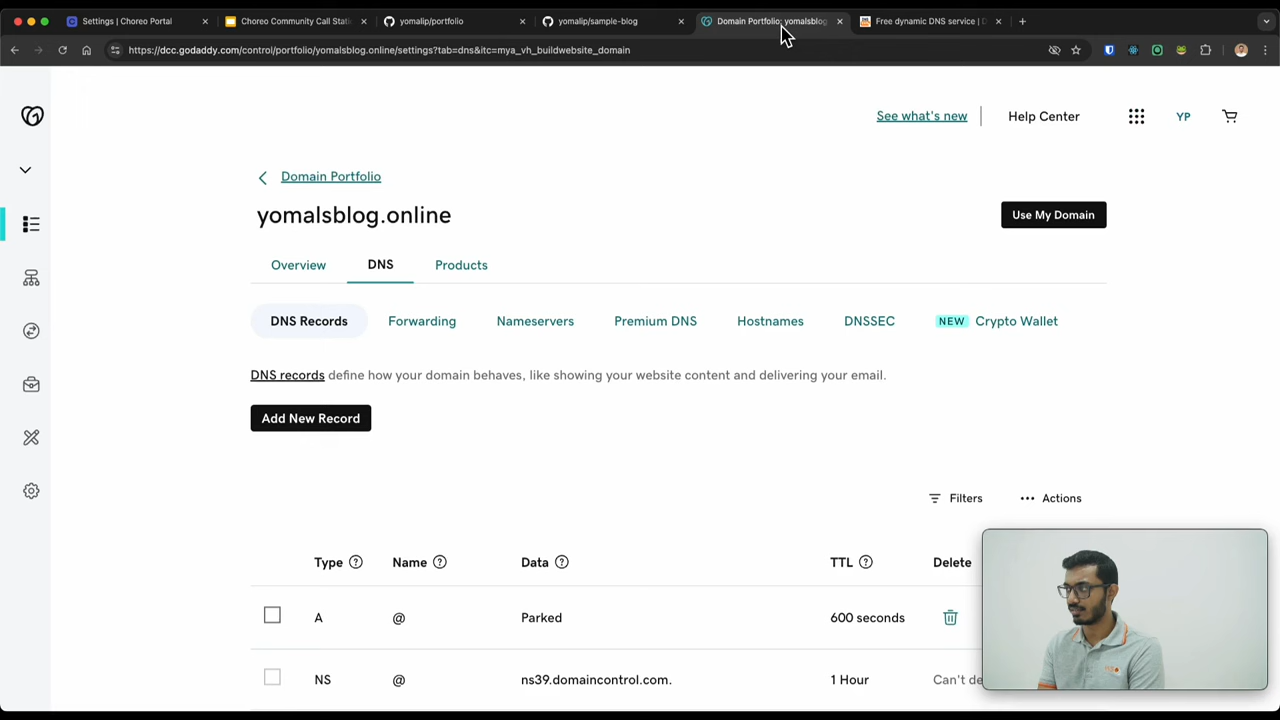 Settings | Choreo Portal
Choreo Community Call Stati
yomalip/portfolio
yomalip/sample-blog
Domain Portfolio: yomalsblog
Free dynamic DNS service | D
https://dcc.godaddy.com/control/portfolio/yomalsblog.online/settings?tab=dns&itc=mya_vh_buildwebsite_domain
See what's new
Help Center
YP
Domain Portfolio
yomalsblog.online
Use My Domain
Overview
DNS
Products
DNS Records
Forwarding
Nameservers
Premium DNS
Hostnames
DNSSEC
NEW Crypto Wallet
DNS records define how your domain behaves, like showing your website content and delivering your email.
Add New Record
Filters
Actions
Type
Name
Data
TTL
Delete
A
@
Parked
600 seconds
NS
@
ns39.domaincontrol.com.
1 Hour
Can't de